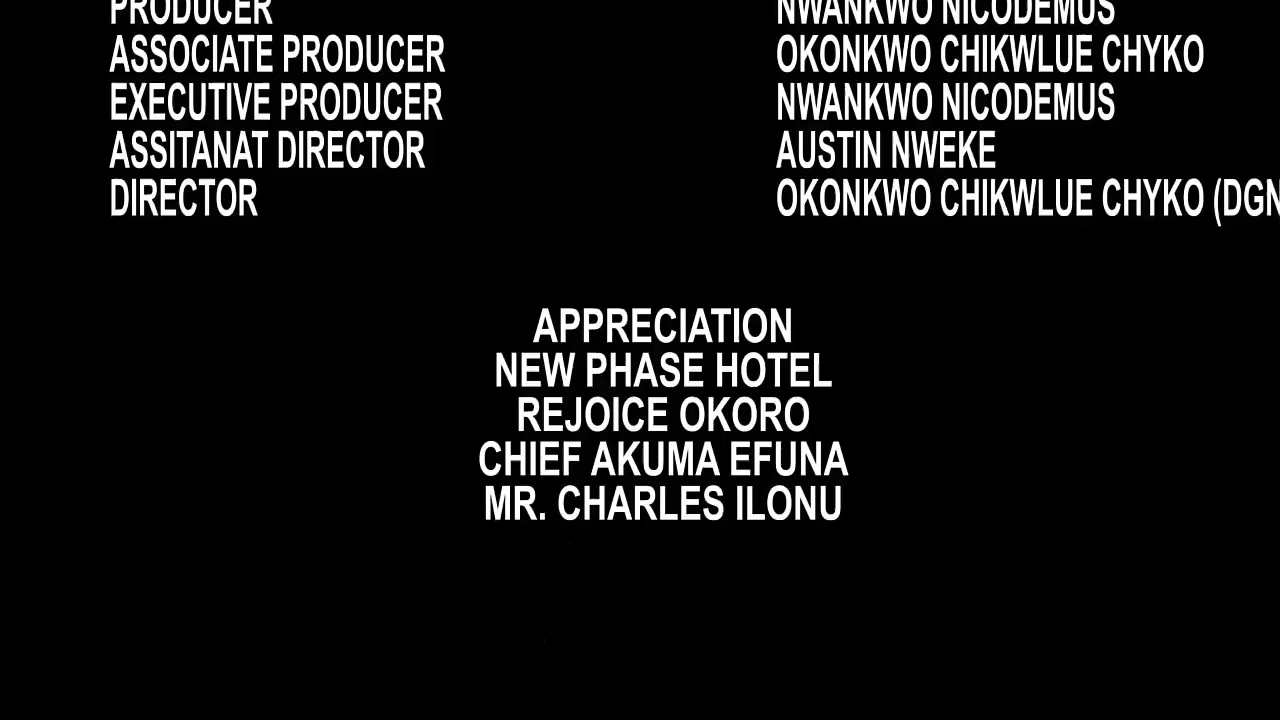 PRODUCER NWANKWO NICODEMUS
ASSOCIATE PRODUCER OKONKWO CHIKWLUE CHYKO
EXECUTIVE PRODUCER NWANKWO NICODEMUS
ASSITANAT DIRECTOR AUSTIN NWEKE
DIRECTOR OKONKWO CHIKWLUE CHYKO (DGN
APPRECIATION
NEW PHASE HOTEL
REJOICE OKORO
CHIEF AKUMA EFUNA
MR. CHARLES ILONU